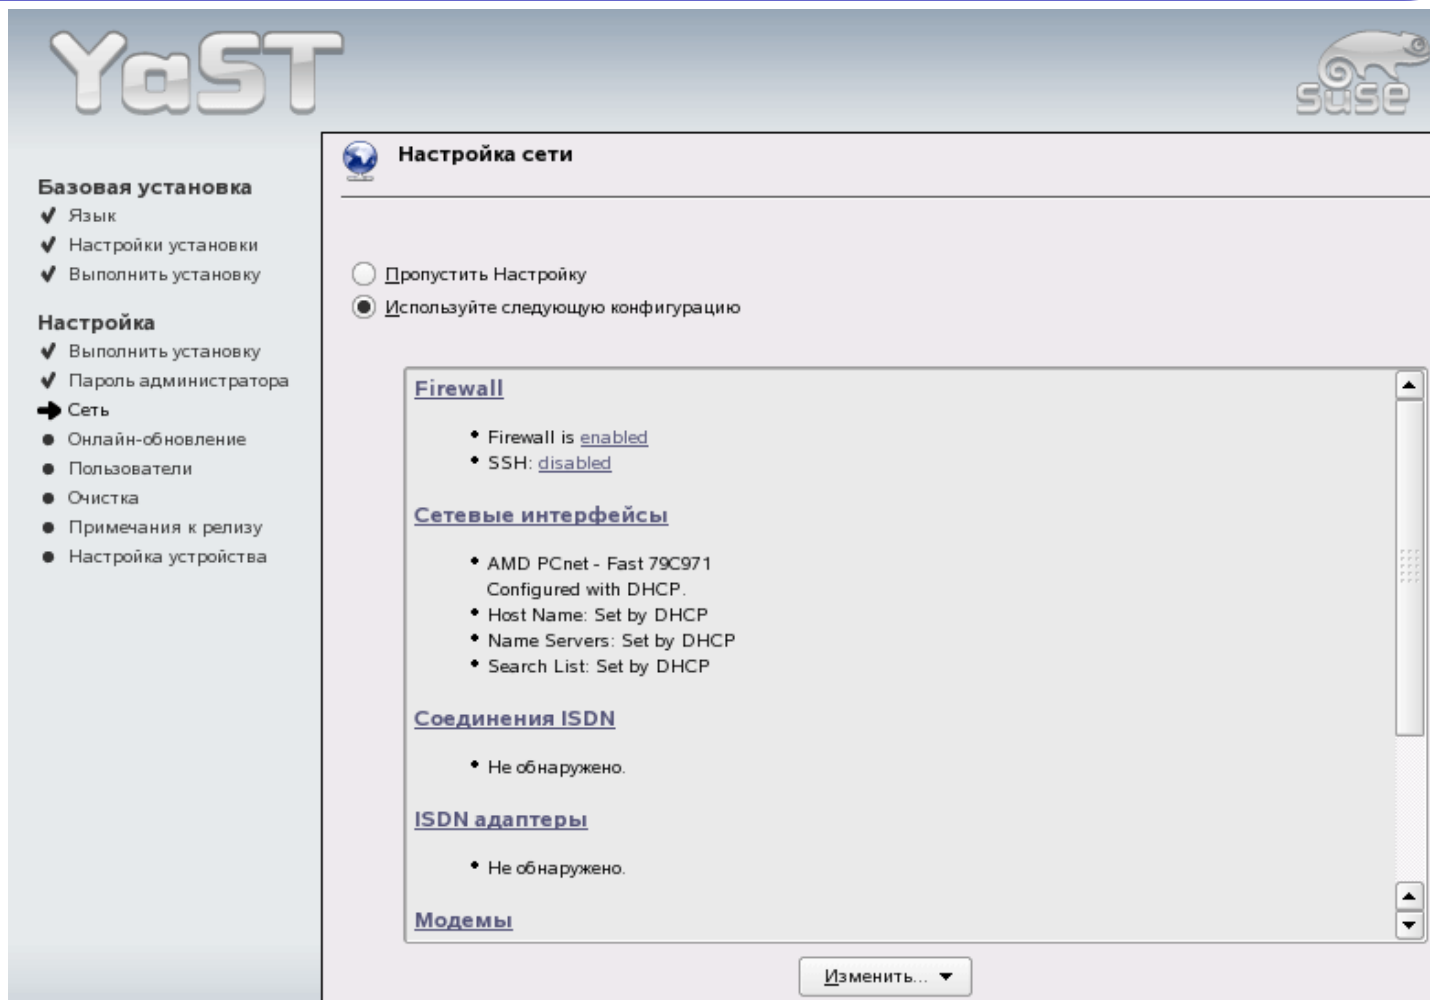 YaST
suse
Базовая установка
Язык
Настройки установки
Выполнить установку
Настройка
Выполнить установку
Пароль администратора
Сеть
Онлайн-обновление
Пользователи
Очистка
Примечания к релизу
Настройка устройства
Настройка сети
Пропустить Настройку
Используйте следующую конфигурацию
Firewall
• Firewall is enabled
• SSH: disabled
Сетевые интерфейсы
• AMD PCnet - Fast 79C971
Configured with DHCP.
• Host Name: Set by DHCP
• Name Servers: Set by DHCP
• Search List: Set by DHCP
Соединения ISDN
• Не обнаружено.
ISDN адаптеры
• Не обнаружено.
Модемы
Изменить...